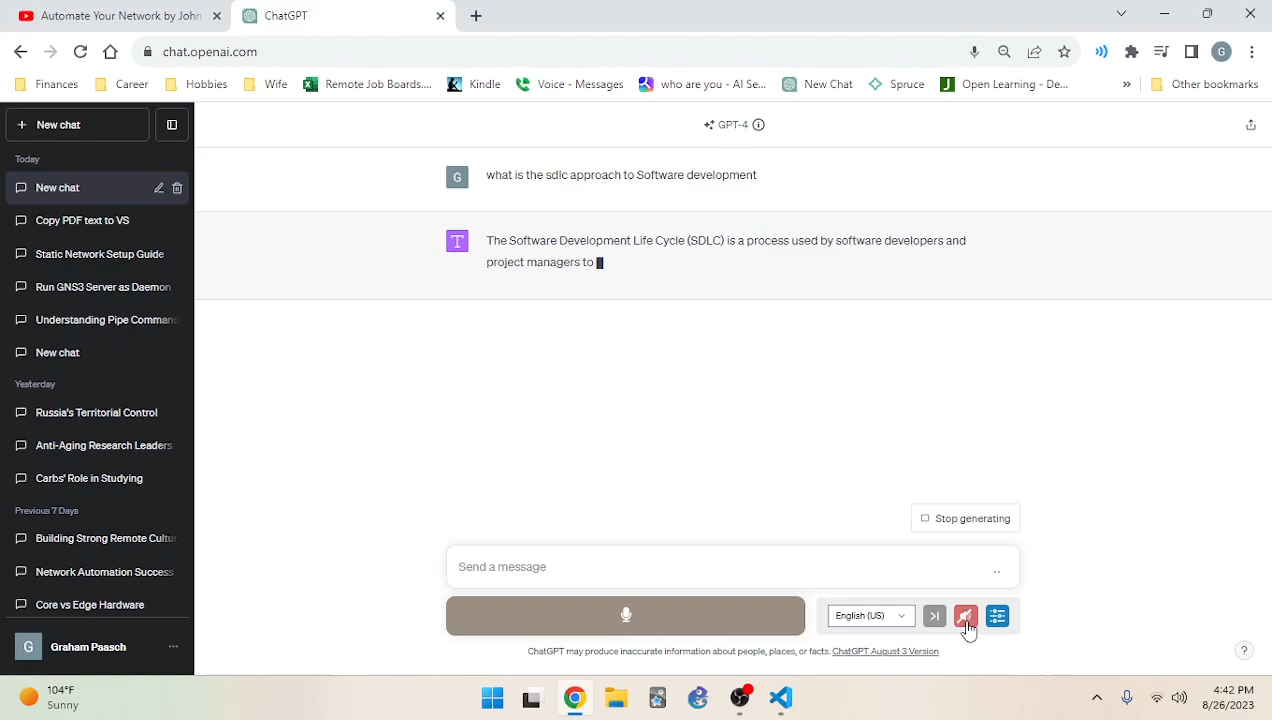 Automate Your Network by John
ChatGPT
chat.openai.com
G
Finances
Career
Hobbies
Wife
Remote Job Boards....
Kindle
Voice - Messages
who are you - AI Se...
New Chat
Spruce
Open Learning - De...
»
Other bookmarks
New chat
GPT-4
Today
New chat
Copy PDF text to VS
Static Network Setup Guide
Run GNS3 Server as Daemon
Understanding Pipe Comman
New chat
Yesterday
Russia's Territorial Control
Anti-Aging Research Leaders
Carbs' Role in Studying
Previous 7 Days
Building Strong Remote Cultur
Network Automation Success
Core vs Edge Hardware
G
Graham Paasch
...
G
what is the sdlc approach to Software development
T
The Software Development Life Cycle (SDLC) is a process used by software developers and
project managers to
Stop generating
Send a message
..
English (US)
ChatGPT may produce inaccurate information about people, places, or facts. ChatGPT August 3 Version
?
104°F
Sunny
4:42 PM
8/26/2023